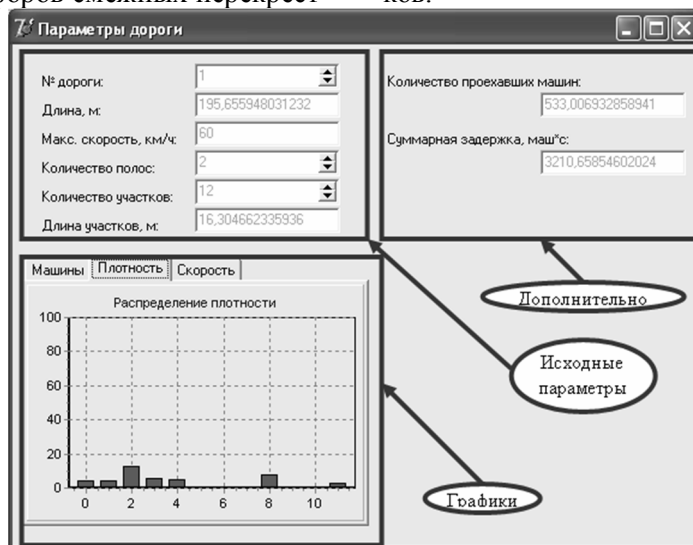 оров смежных перекрест ков.
Параметры дороги
№ дороги: 1
Длина, м: 195,655948031232
Макс. скорость, км/ч: 60
Количество полос: 2
Количество участков: 12
Длина участков, м: 16,304662335936
Количество проехавших машин:
533,006932858941
Суммарная задержка, маш*с:
3210,65854602024
Машины Плотность Скорость
Распределение плотности
100
80
60
40
20
0
0 2 4 6 8 10
Дополнительно
Исходные
параметры
Графики